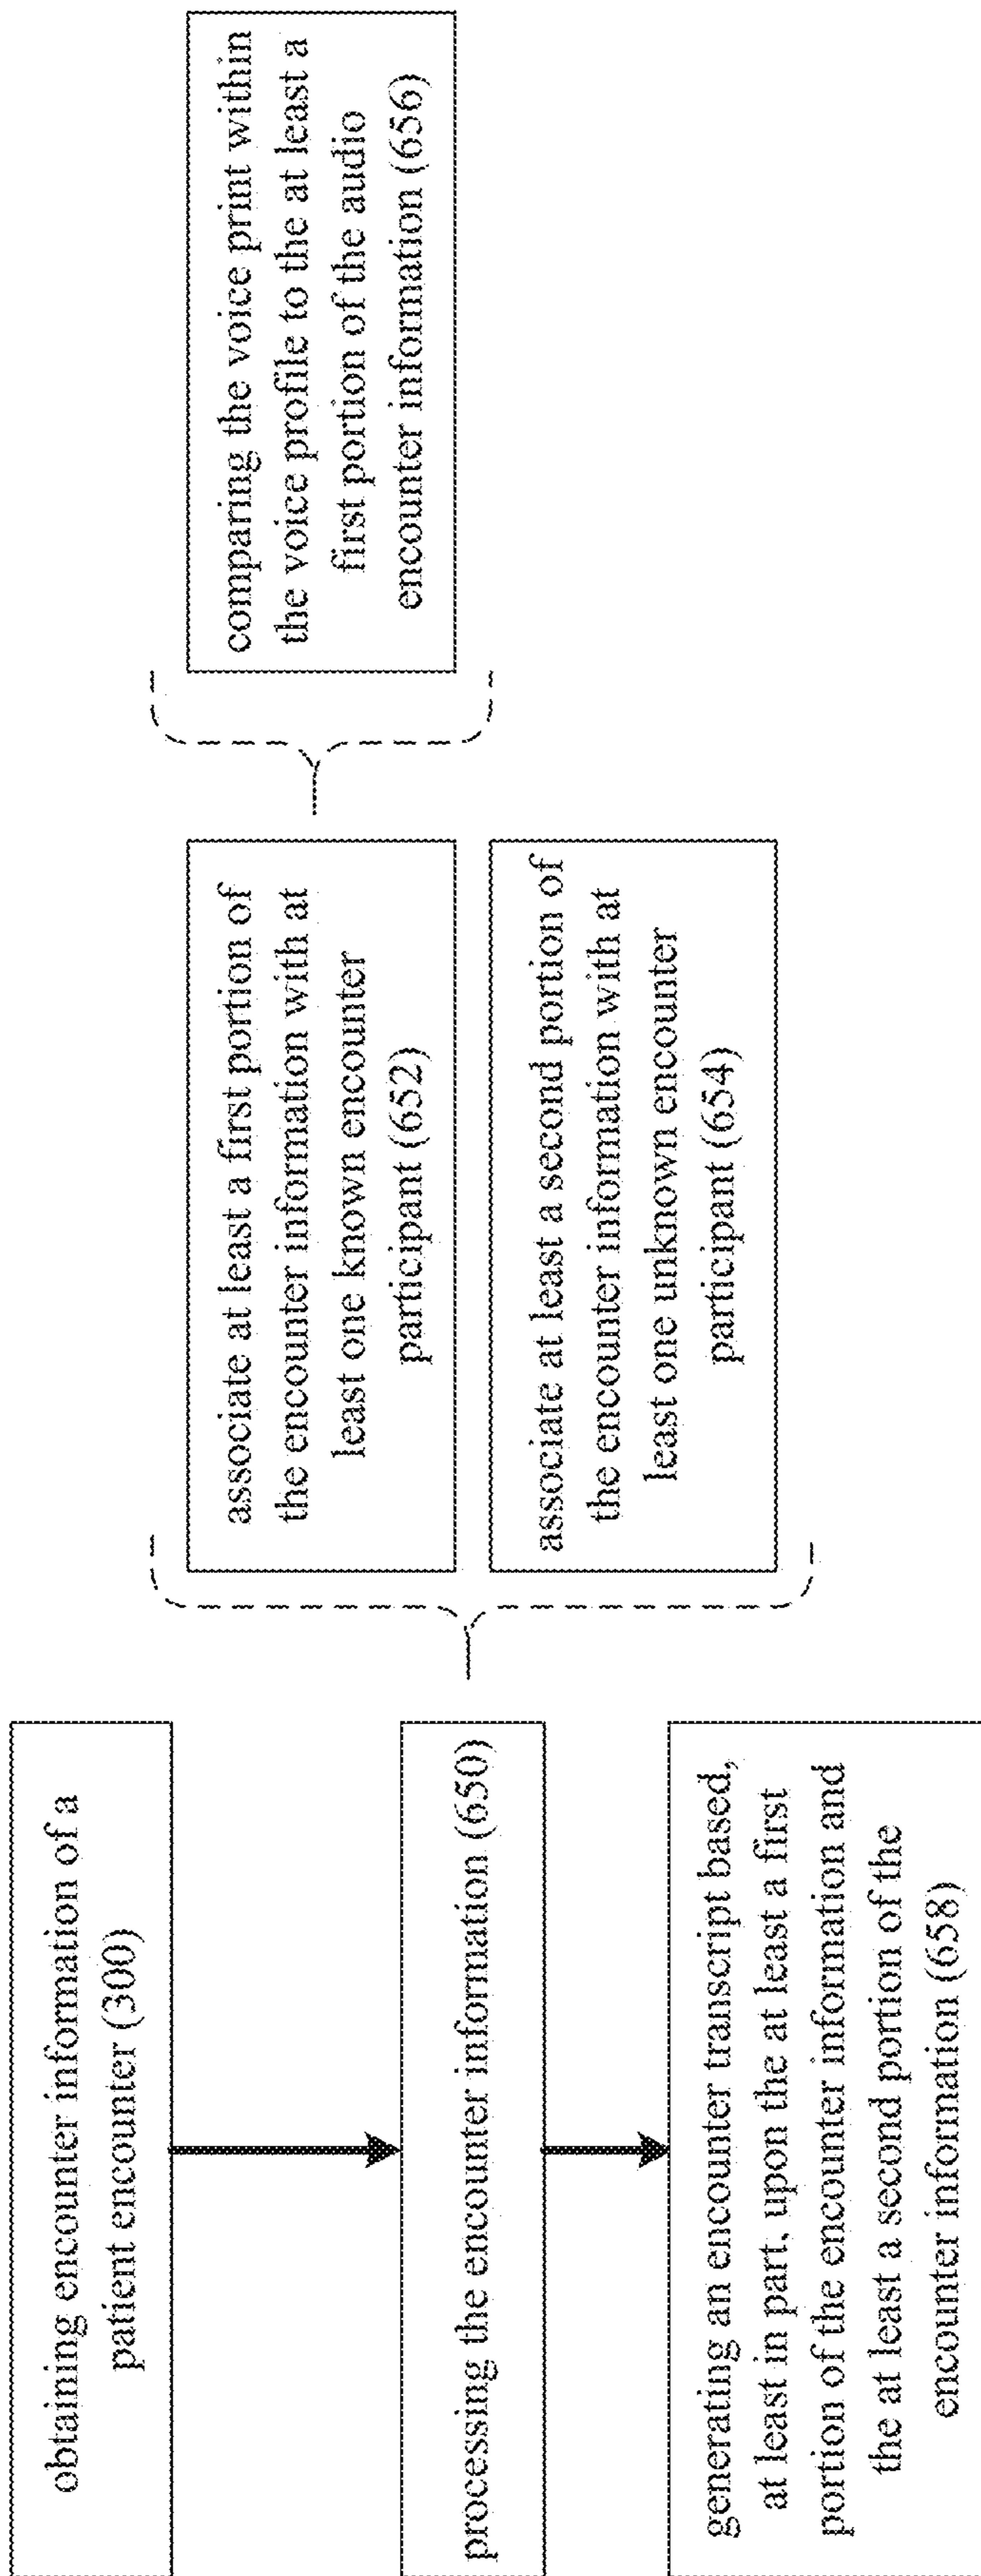 obtaining encounter information of a
patient encounter (300)
processing the encounter information (650)
generating an encounter transcript based,
at least in part, upon the at least a first
portion of the encounter information and
the at least a second portion of the
encounter information (658)
associate at least a first portion of
the encounter information with at
least one known encounter
participant (652)
associate at least a second portion of
the encounter information with at
least one unknown encounter
participant (654)
comparing the voice print within
the voice profile to the at least a
first portion of the audio
encounter information (656)